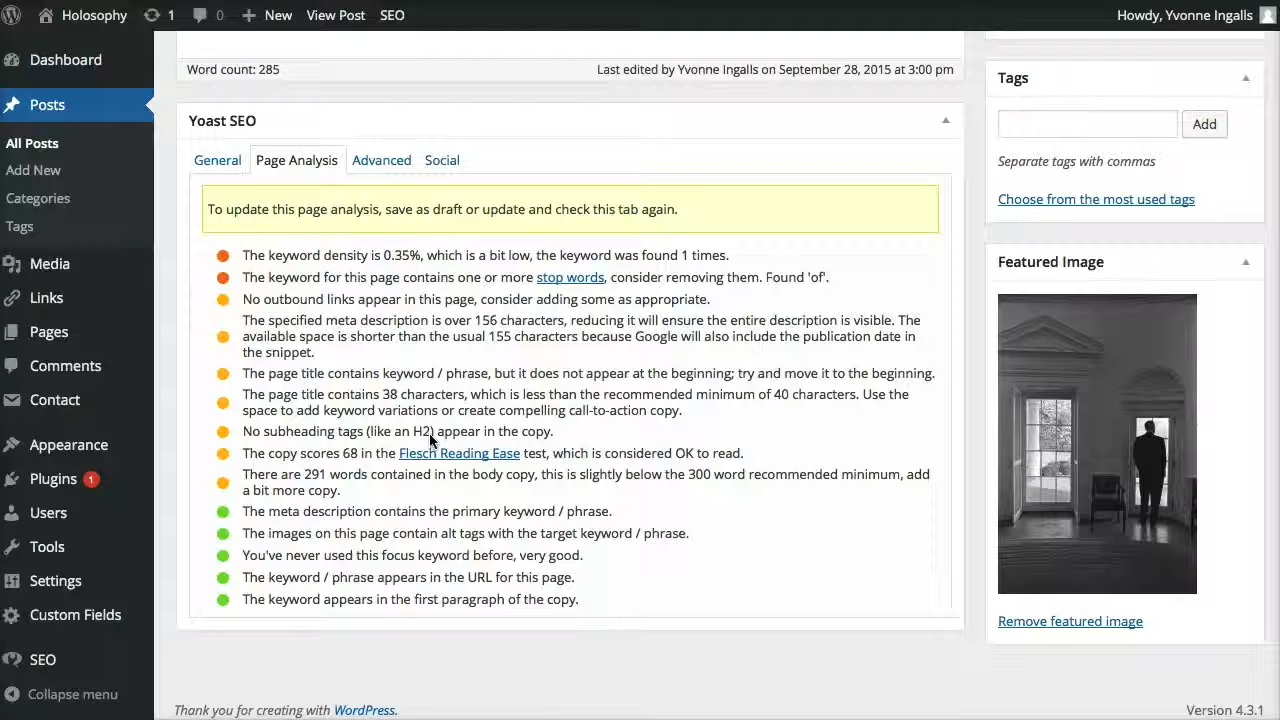 Holosophy 1 0 New View Post SEO Howdy, Yvonne Ingalls
Dashboard
Posts
All Posts
Add New
Categories
Tags
Media
Links
Pages
Comments
Contact
Appearance
Plugins 1
Users
Tools
Settings
Custom Fields
SEO
Collapse menu
Word count: 285 Last edited by Yvonne Ingalls on September 28, 2015 at 3:00 pm
Yoast SEO
General Page Analysis Advanced Social
To update this page analysis, save as draft or update and check this tab again.
The keyword density is 0.35%, which is a bit low, the keyword was found 1 times.
The keyword for this page contains one or more stop words, consider removing them. Found 'of'.
No outbound links appear in this page, consider adding some as appropriate.
The specified meta description is over 156 characters, reducing it will ensure the entire description is visible. The
available space is shorter than the usual 155 characters because Google will also include the publication date in
the snippet.
The page title contains keyword / phrase, but it does not appear at the beginning; try and move it to the beginning.
The page title contains 38 characters, which is less than the recommended minimum of 40 characters. Use the
space to add keyword variations or create compelling call-to-action copy.
No subheading tags (like an H2) appear in the copy.
The copy scores 68 in the Flesch Reading Ease test, which is considered OK to read.
There are 291 words contained in the body copy, this is slightly below the 300 word recommended minimum, add
a bit more copy.
The meta description contains the primary keyword / phrase.
The images on this page contain alt tags with the target keyword / phrase.
You've never used this focus keyword before, very good.
The keyword / phrase appears in the URL for this page.
The keyword appears in the first paragraph of the copy.
Tags
Add
Separate tags with commas
Choose from the most used tags
Featured Image
Remove featured image
Thank you for creating with WordPress. Version 4.3.1